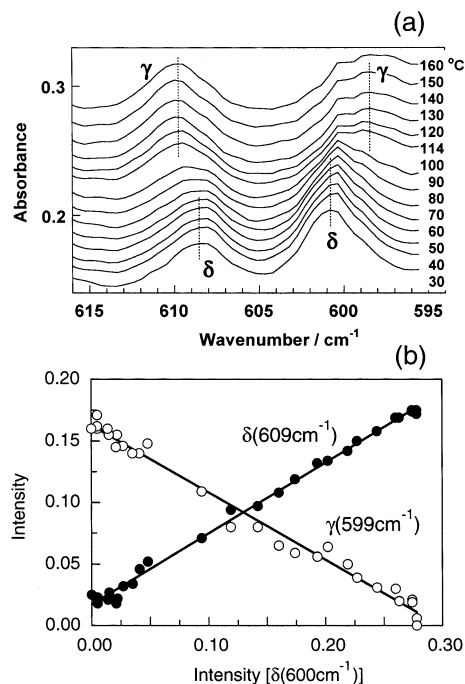 (a)
γ
γ
160 °C
150
140
130
120
114
100
90
80
70
60
50
40
30
0.3
0.2
Absorbance
δ
δ
615
610
605
600
595
Wavenumber / cm-1
(b)
0.20
0.15
0.10
0.05
0.00
Intensity
δ(609cm-1)
γ(599cm-1)
0.00
0.10
0.20
0.30
Intensity [δ(600cm-1)]